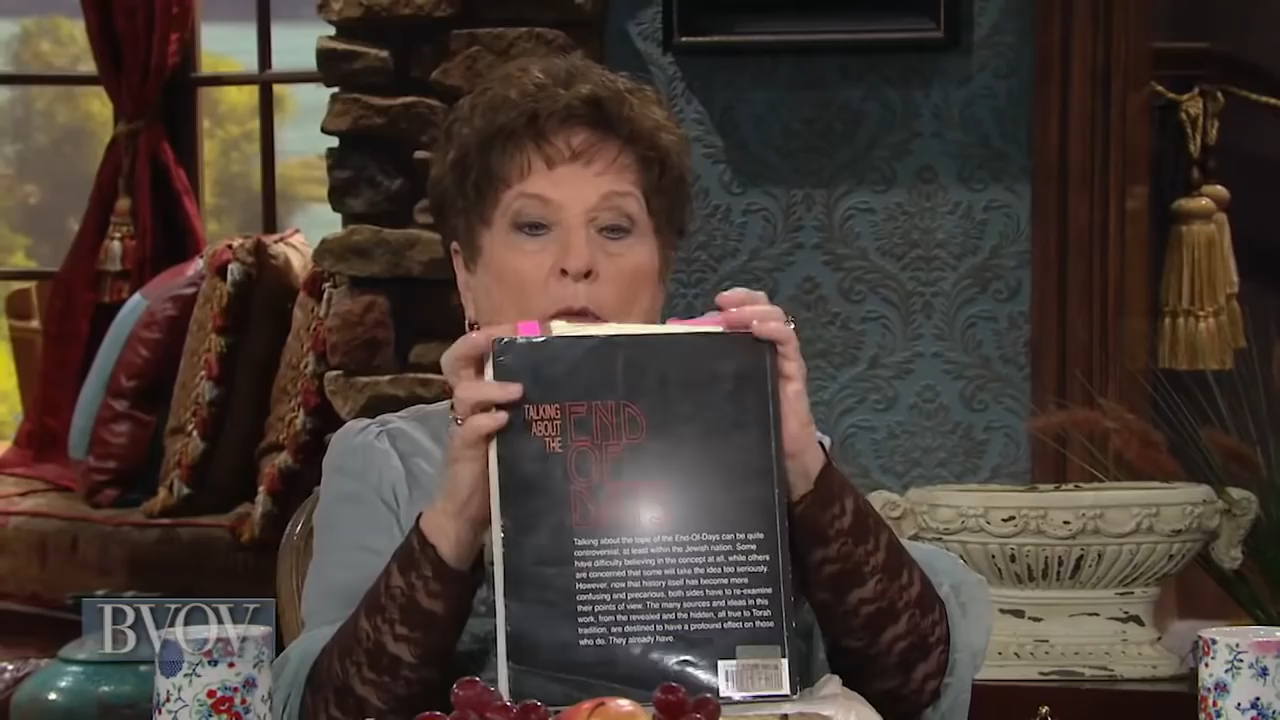 TALKING
ABOUT
THE
END
OF
DAYS
Talking about the topic of the End-Of-Days can be quite
controversial, at least within the Jewish nation. Some
have difficulty believing in the concept at all, while others
are concerned that some will take the idea too seriously.
However, now that history itself has become more
confusing and precarious, both sides have to re-examine
their points of view. The many sources and ideas in this
work, from the revealed and the hidden, all true to Torah
tradition, are destined to have a profound effect on those
who do. They already have.
BVOV